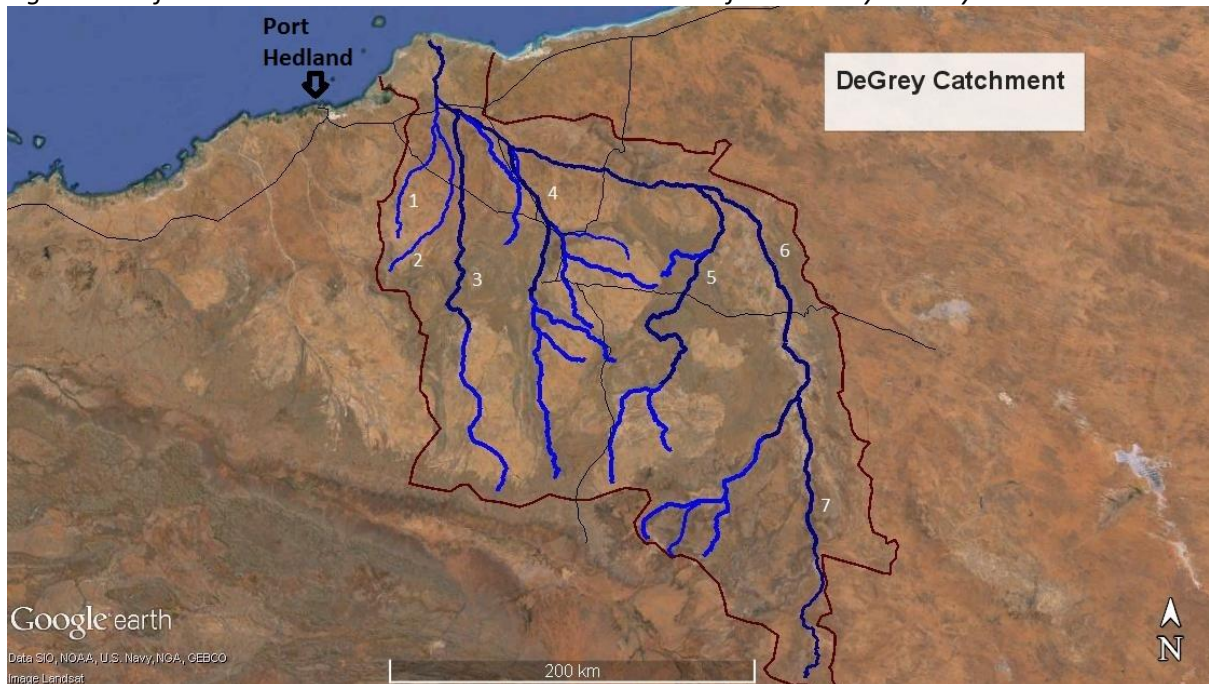 Port
Hedland
DeGrey Catchment
1
2
3
4
5
6
7
Google earth
Data SIO, NOAA, U.S. Navy, NGA, GEBCO
Image Landsat
200 km
N